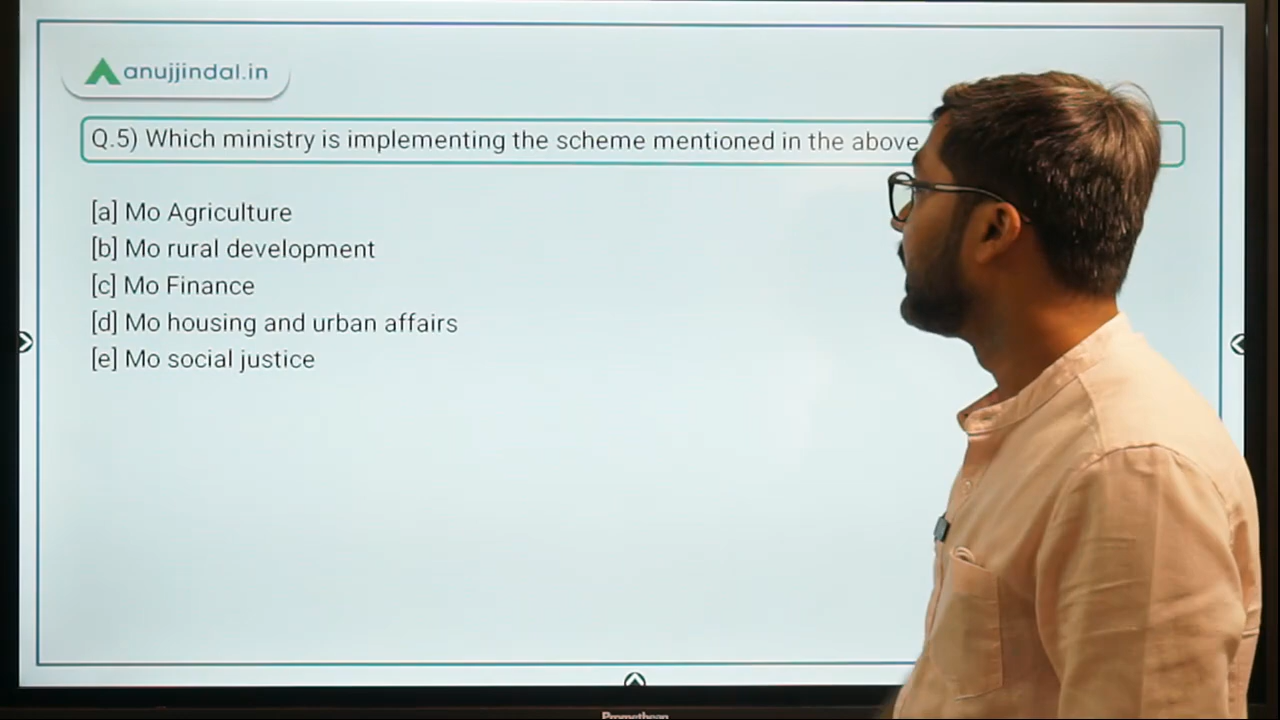 anujjindal.in
Q.5) Which ministry is implementing the scheme mentioned in the above
[a] Mo Agriculture
[b] Mo rural development
[c] Mo Finance
[d] Mo housing and urban affairs
[e] Mo social justice
Promethean